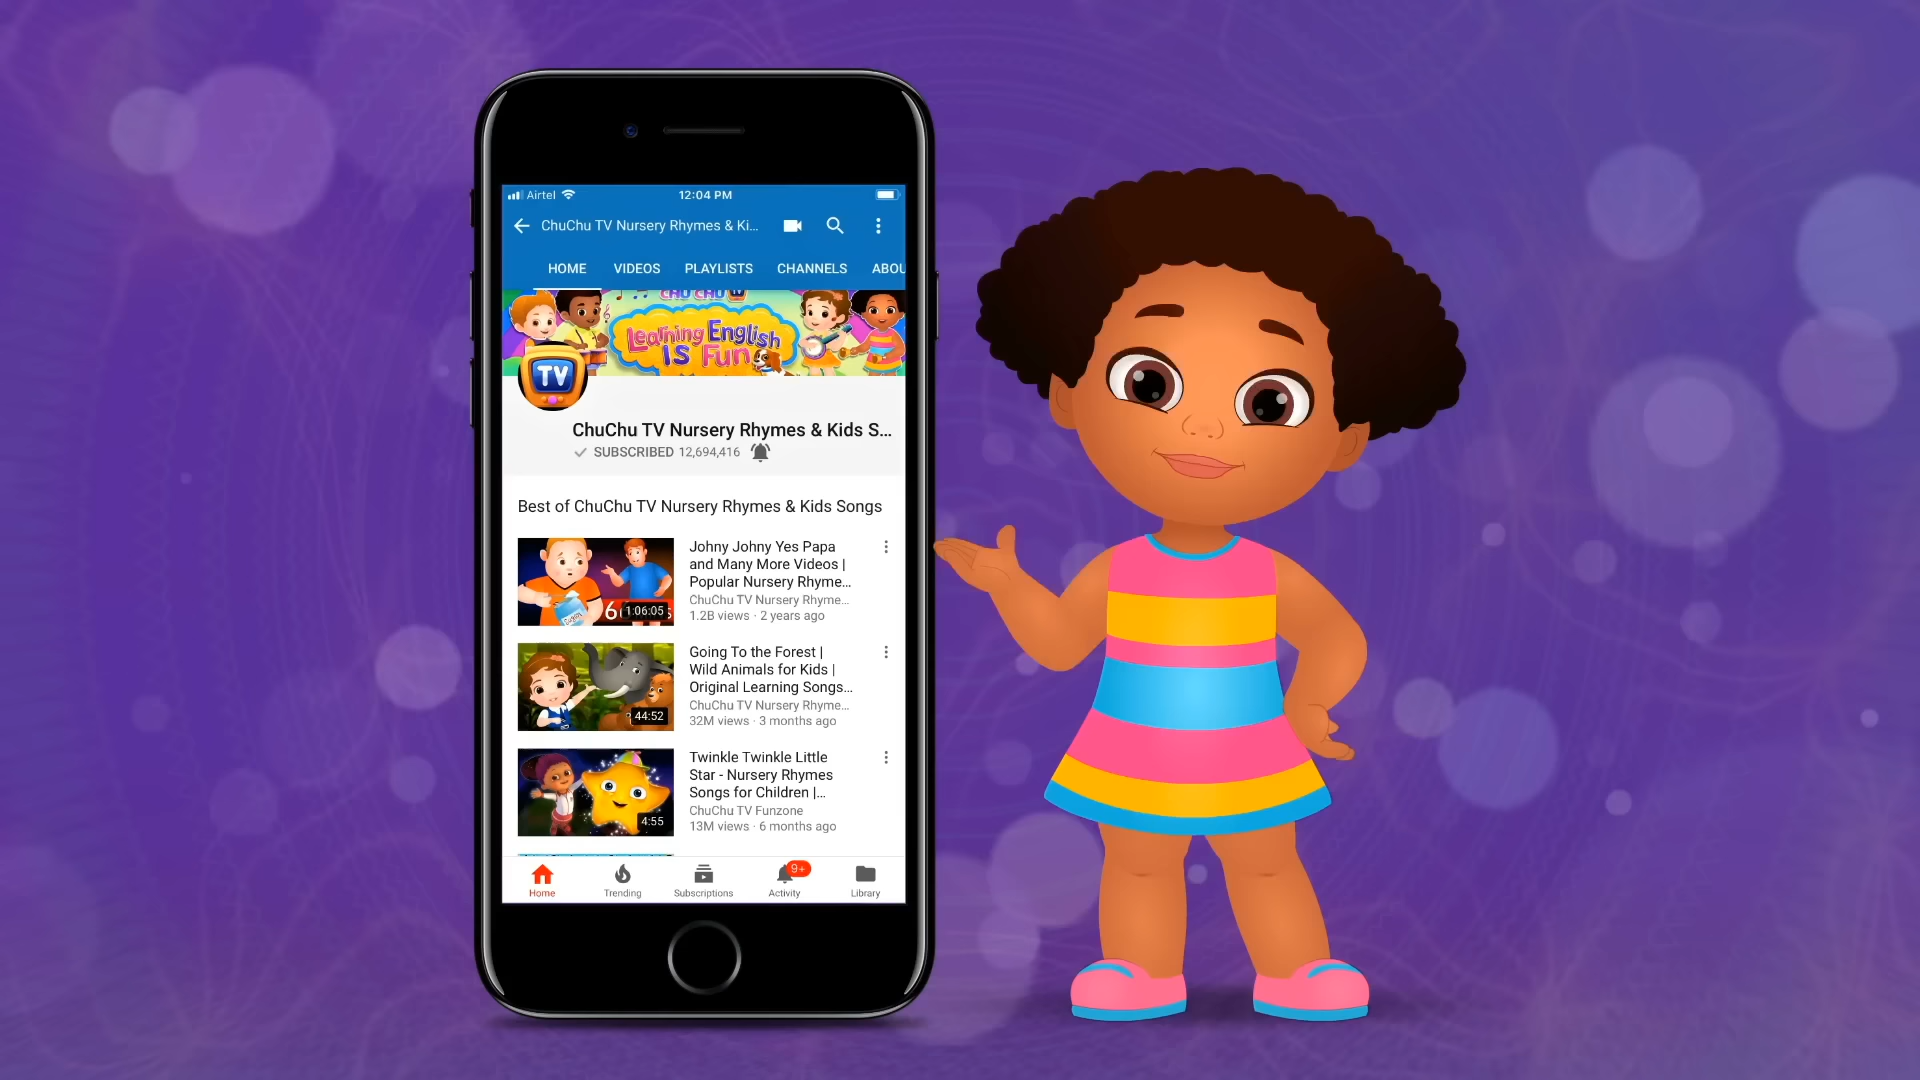 Airtel 12:04 PM
ChuChu TV Nursery Rhymes & Ki...
HOME VIDEOS PLAYLISTS CHANNELS ABOU
CHU CHU TV
Learning English
IS Fun
TV
ChuChu TV Nursery Rhymes & Kids S...
SUBSCRIBED 12,694,416
Best of ChuChu TV Nursery Rhymes & Kids Songs
Johny Johny Yes Papa
and Many More Videos |
Popular Nursery Rhyme...
ChuChu TV Nursery Rhyme...
1.2B views · 2 years ago
1:06:05
Going To the Forest |
Wild Animals for Kids |
Original Learning Songs...
ChuChu TV Nursery Rhyme...
32M views · 3 months ago
44:52
Twinkle Twinkle Little
Star - Nursery Rhymes
Songs for Children |...
ChuChu TV Funzone
13M views · 6 months ago
4:55
9+
Home Trending Subscriptions Activity Library